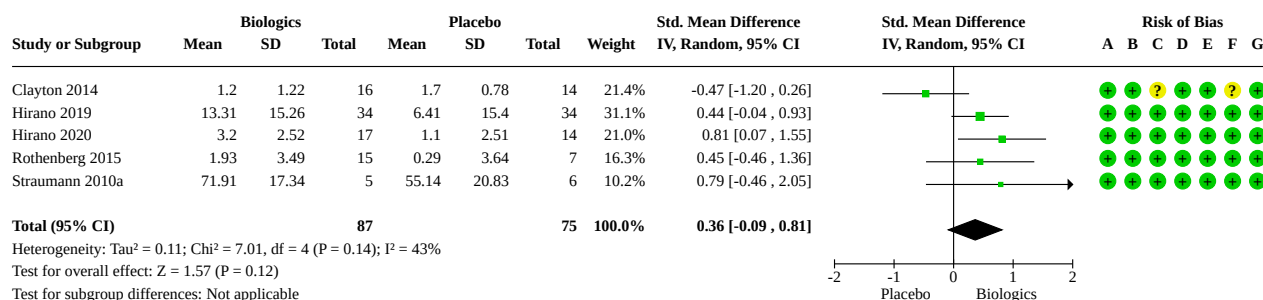 Biologics Placebo Std. Mean Difference Std. Mean Difference Risk of Bias
Study or Subgroup Mean SD Total Mean SD Total Weight IV, Random, 95% CI IV, Random, 95% CI A B C D E F G
Clayton 2014 1.2 1.22 16 1.7 0.78 14 21.4% -0.47 [-1.20 , 0.26] + + ? + + ? +
Hirano 2019 13.31 15.26 34 6.41 15.4 34 31.1% 0.44 [-0.04 , 0.93] + + + + + + +
Hirano 2020 3.2 2.52 17 1.1 2.51 14 21.0% 0.81 [0.07 , 1.55] + + + + + + +
Rothenberg 2015 1.93 3.49 15 0.29 3.64 7 16.3% 0.45 [-0.46 , 1.36] + + + + + + +
Straumann 2010a 71.91 17.34 5 55.14 20.83 6 10.2% 0.79 [-0.46 , 2.05] + + + + + + +
Total (95% CI) 87 75 100.0% 0.36 [-0.09 , 0.81]
Heterogeneity: Tau² = 0.11; Chi² = 7.01, df = 4 (P = 0.14); I² = 43%
Test for overall effect: Z = 1.57 (P = 0.12)
-2 -1 0 1 2
Test for subgroup differences: Not applicable Placebo Biologics